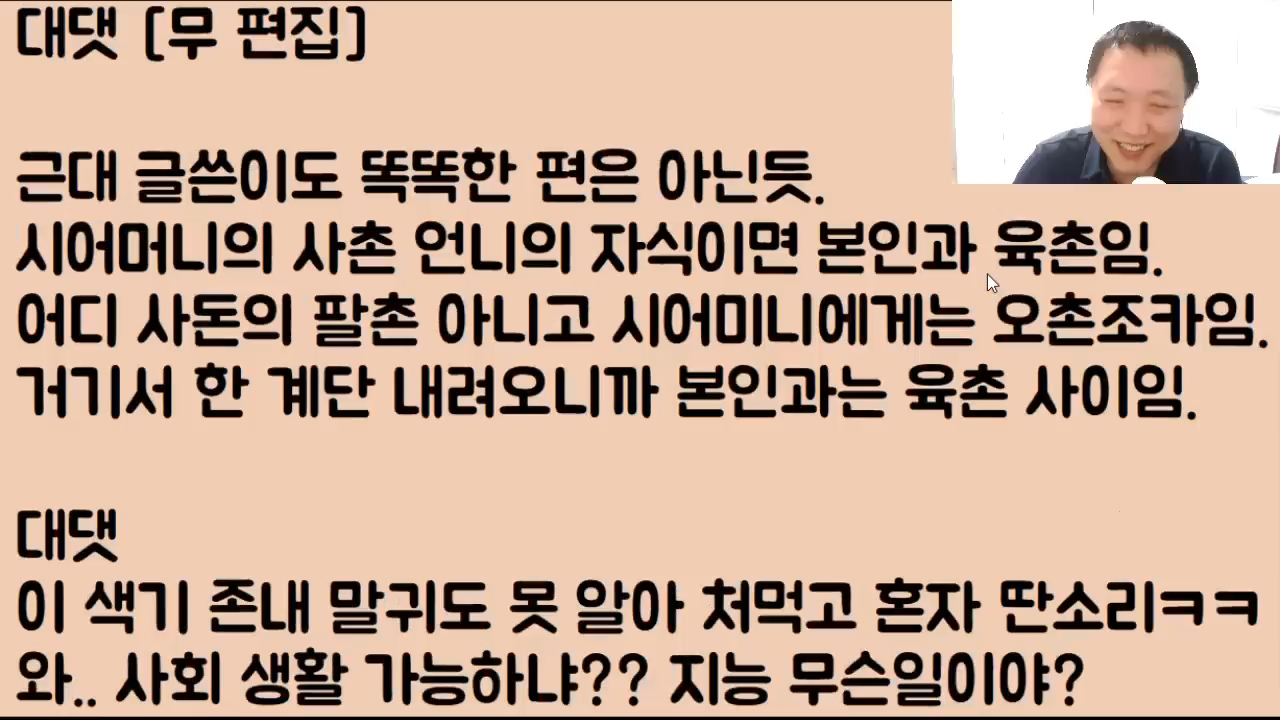 대댓 [무 편집]
근대 글쓴이도 똑똑한 편은 아닌듯.
시어머니의 사촌 언니의 자식이면 본인과 육촌임.
어디 사돈의 팔촌 아니고 시어미니에게는 오촌조카임.
거기서 한 계단 내려오니까 본인과는 육촌 사이임.
대댓
이 색기 존내 말귀도 못 알아 처먹고 혼자 딴소리ㅋㅋ
와.. 사회 생활 가능하냐?? 지능 무슨일이야?